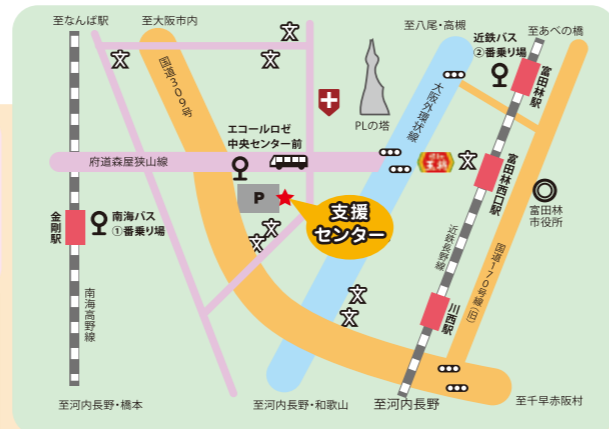 至なんば駅
至大阪市内
至八尾・高槻
至あべの橋
近鉄バス
②番乗り場
国道309号
大阪外環状線
富田林駅
PLの塔
エコールロゼ
中央センター前
府道森屋狭山線
P
支援
センター
富田林西口駅
富田林
市役所
金剛駅
南海バス
①番乗り場
近鉄長野線
国道170号線(旧)
川西駅
南海高野線
至河内長野・橋本
至河内長野・和歌山
至河内長野
至千早赤阪村